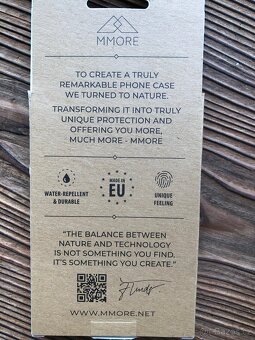 MMORE
TO CREATE A TRULY
REMARKABLE PHONE CASE
WE TURNED TO NATURE.
TRANSFORMING IT INTO TRULY
UNIQUE PROTECTION AND
OFFERING YOU MORE,
MUCH MORE - MMORE
WATER-REPELLENT
& DURABLE
MADE IN
EU
UNIQUE
FEELING
"THE BALANCE BETWEEN
NATURE AND TECHNOLOGY
IS NOT SOMETHING YOU FIND.
IT'S SOMETHING YOU CREATE."
WWW.MMORE.NET